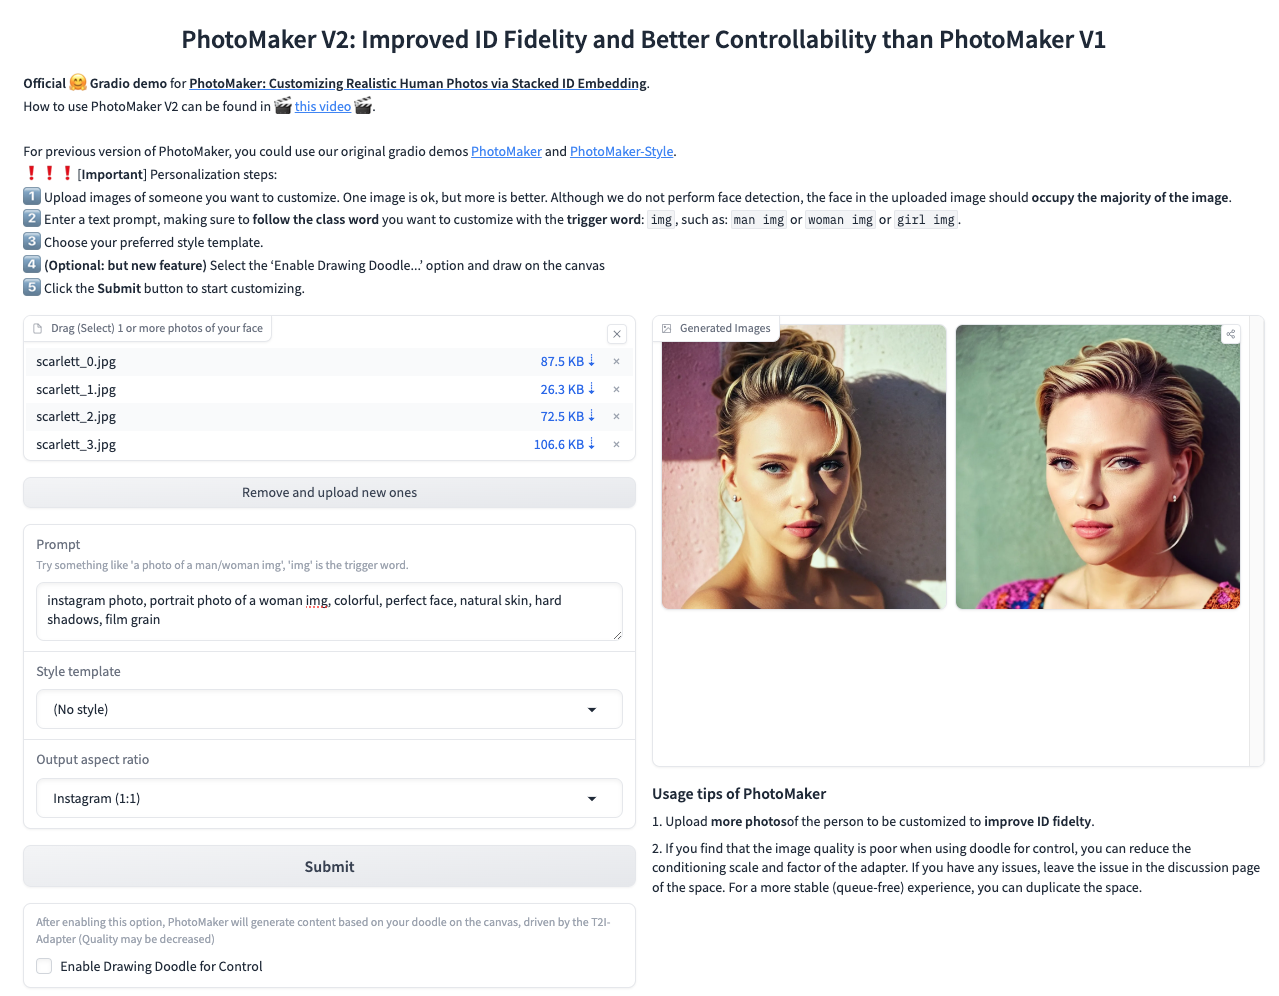 PhotoMaker V2: Improved ID Fidelity and Better Controllability than PhotoMaker V1
Official 🤗 Gradio demo for PhotoMaker: Customizing Realistic Human Photos via Stacked ID Embedding.
How to use PhotoMaker V2 can be found in 🎬 this video 🎬.
For previous version of PhotoMaker, you could use our original gradio demos PhotoMaker and PhotoMaker-Style.
❗❗❗[Important] Personalization steps:
1️⃣ Upload images of someone you want to customize. One image is ok, but more is better. Although we do not perform face detection, the face in the uploaded image should occupy the majority of the image.
2️⃣ Enter a text prompt, making sure to follow the class word you want to customize with the trigger word: img, such as: man img or woman img or girl img.
3️⃣ Choose your preferred style template.
4️⃣ (Optional: but new feature) Select the ‘Enable Drawing Doodle...’ option and draw on the canvas
5️⃣ Click the Submit button to start customizing.
Drag (Select) 1 or more photos of your face
scarlett_0.jpg 87.5 KB ⇣ ×
scarlett_1.jpg 26.3 KB ⇣ ×
scarlett_2.jpg 72.5 KB ⇣ ×
scarlett_3.jpg 106.6 KB ⇣ ×
Remove and upload new ones
Prompt
Try something like 'a photo of a man/woman img', 'img' is the trigger word.
instagram photo, portrait photo of a woman img, colorful, perfect face, natural skin, hard
shadows, film grain
Style template
(No style)
Output aspect ratio
Instagram (1:1)
Submit
After enabling this option, PhotoMaker will generate content based on your doodle on the canvas, driven by the T2I-
Adapter (Quality may be decreased)
Enable Drawing Doodle for Control
Generated Images
Usage tips of PhotoMaker
1. Upload more photosof the person to be customized to improve ID fidelty.
2. If you find that the image quality is poor when using doodle for control, you can reduce the
conditioning scale and factor of the adapter. If you have any issues, leave the issue in the discussion page
of the space. For a more stable (queue-free) experience, you can duplicate the space.